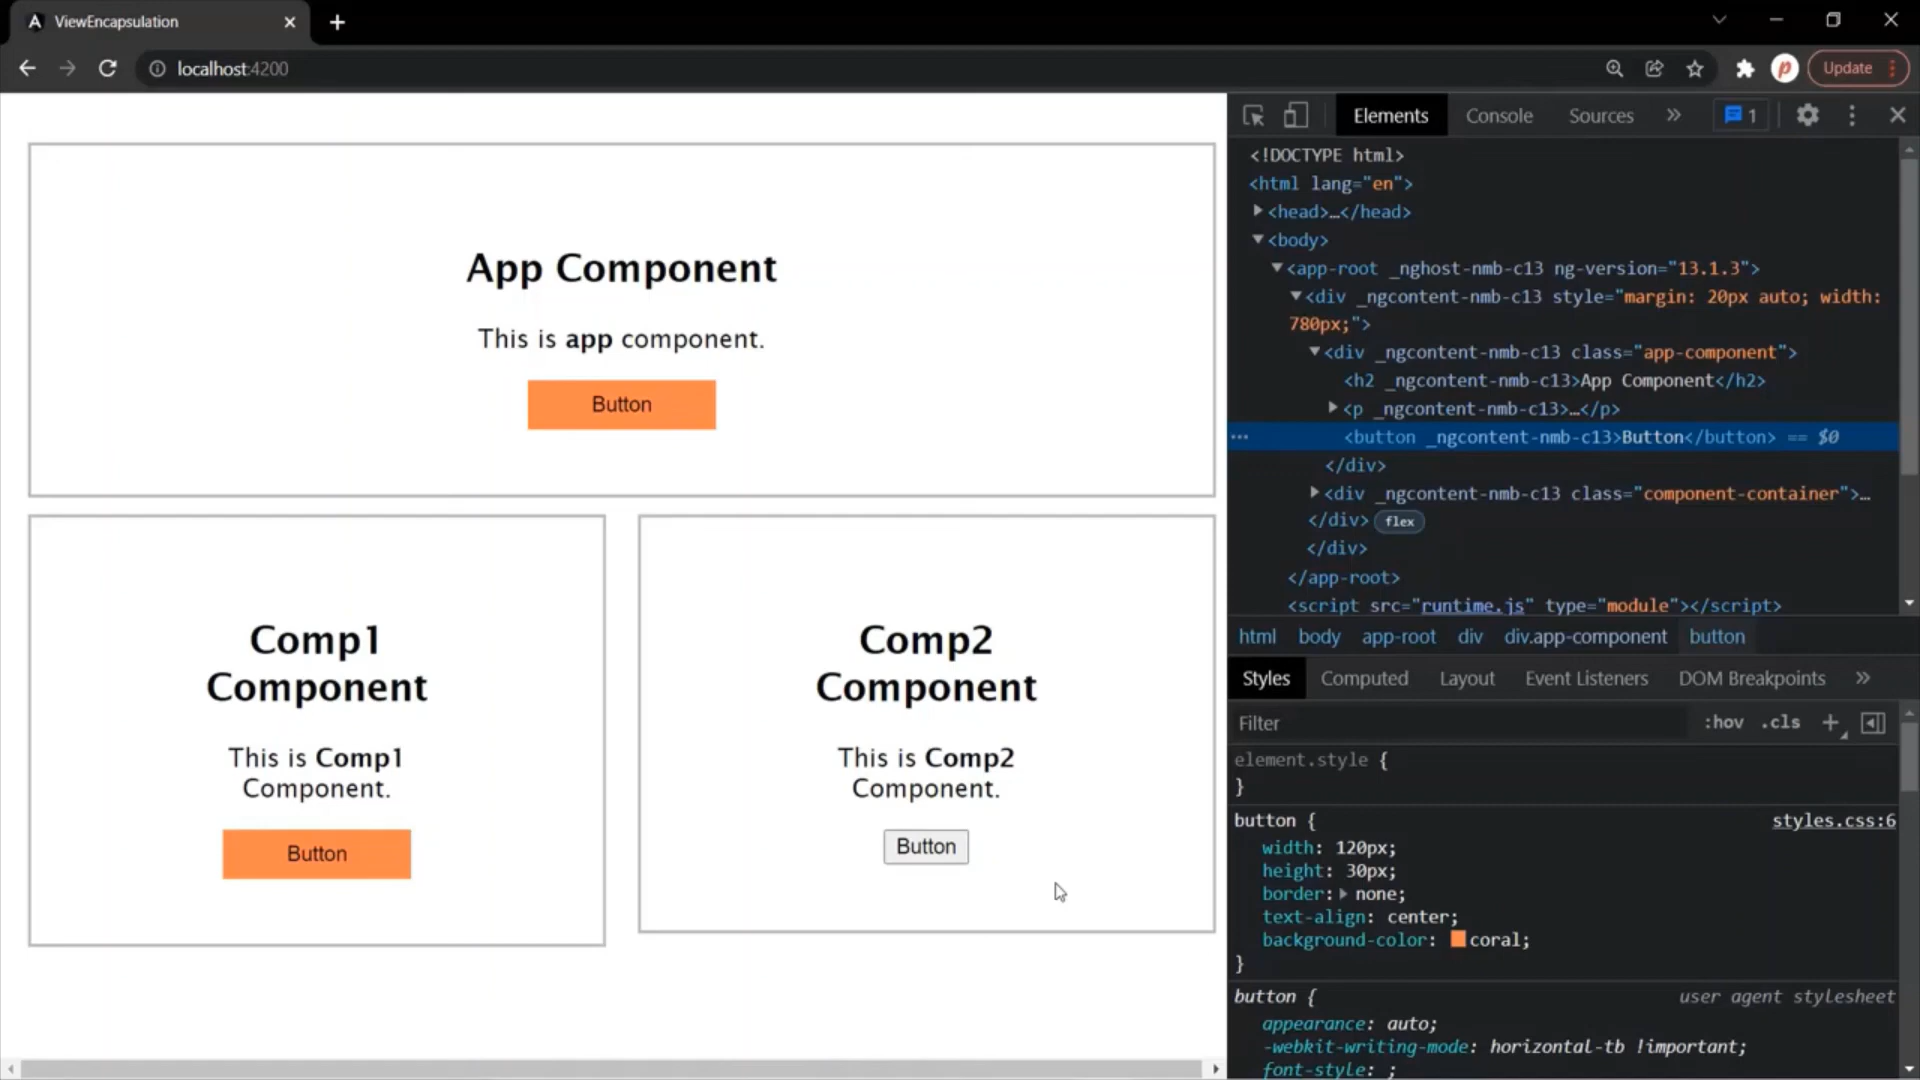 ViewEncapsulation
localhost:4200
Update
App Component
This is app component.
Button
Comp1
Component
This is Comp1
Component.
Button
Comp2
Component
This is Comp2
Component.
Button
Elements Console Sources » 1
<!DOCTYPE html>
<html lang="en">
<head>…</head>
<body>
<app-root _nghost-nmb-c13 ng-version="13.1.3">
<div _ngcontent-nmb-c13 style="margin: 20px auto; width:
780px;">
<div _ngcontent-nmb-c13 class="app-component">
<h2 _ngcontent-nmb-c13>App Component</h2>
<p _ngcontent-nmb-c13>…</p>
<button _ngcontent-nmb-c13>Button</button> == $0
</div>
<div _ngcontent-nmb-c13 class="component-container">…
</div> flex
</div>
</app-root>
<script src="runtime.js" type="module"></script>
html body app-root div div.app-component button
Styles Computed Layout Event Listeners DOM Breakpoints »
Filter :hov .cls +
element.style {
}
button { styles.css:6
width: 120px;
height: 30px;
border: none;
text-align: center;
background-color: coral;
}
button { user agent stylesheet
appearance: auto;
-webkit-writing-mode: horizontal-tb !important;
font-style: ;